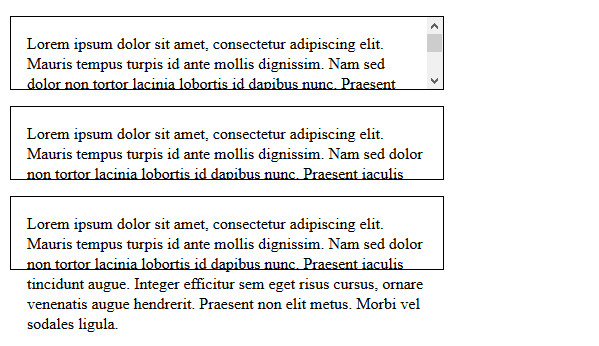 Lorem ipsum dolor sit amet, consectetur adipiscing elit.
Mauris tempus turpis id ante mollis dignissim. Nam sed
dolor non tortor lacinia lobortis id dapibus nunc. Praesent
Lorem ipsum dolor sit amet, consectetur adipiscing elit.
Mauris tempus turpis id ante mollis dignissim. Nam sed dolor
non tortor lacinia lobortis id dapibus nunc. Praesent iaculis
Lorem ipsum dolor sit amet, consectetur adipiscing elit.
Mauris tempus turpis id ante mollis dignissim. Nam sed dolor
non tortor lacinia lobortis id dapibus nunc. Praesent iaculis
tincidunt augue. Integer efficitur sem eget risus cursus, ornare
venenatis augue hendrerit. Praesent non elit metus. Morbi vel
sodales ligula.